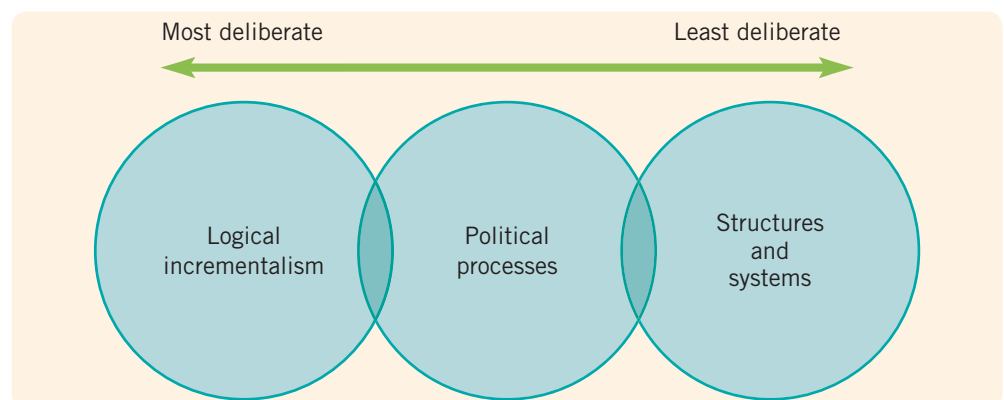 Most deliberate
Least deliberate
Logical
incrementalism
Political
processes
Structures
and
systems